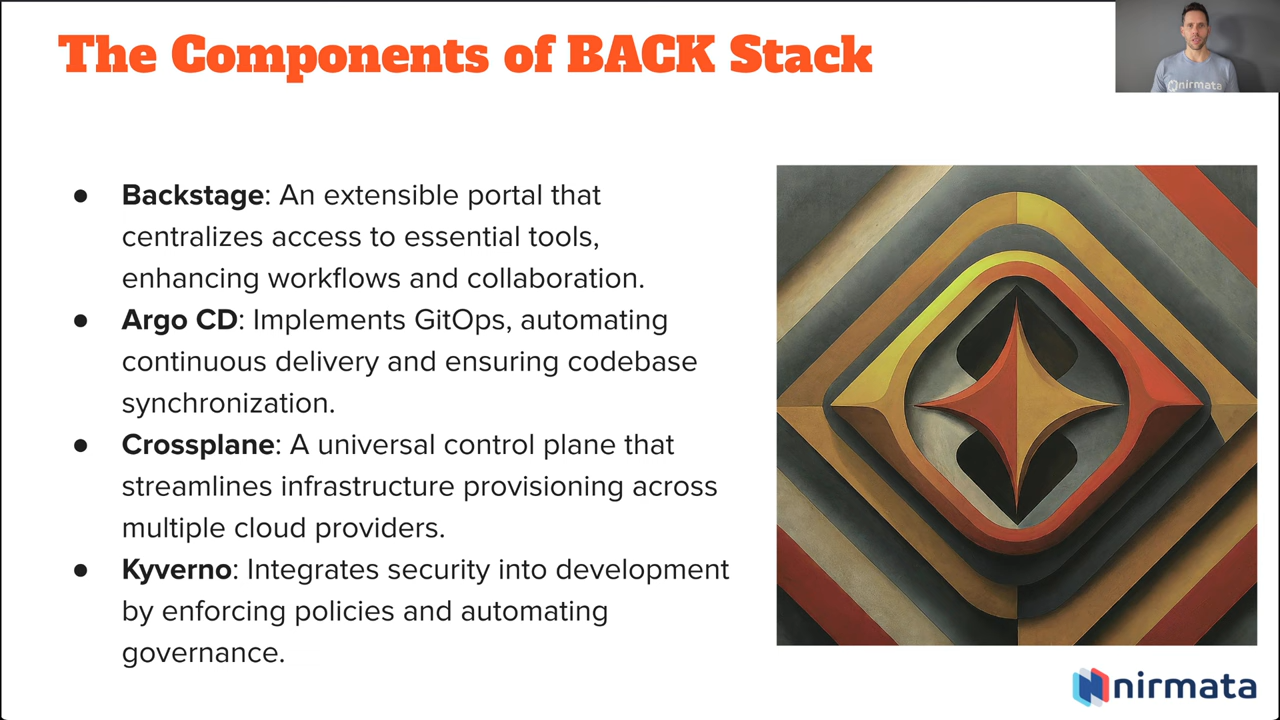 The Components of BACK Stack
nirmata
● Backstage: An extensible portal that
centralizes access to essential tools,
enhancing workflows and collaboration.
● Argo CD: Implements GitOps, automating
continuous delivery and ensuring codebase
synchronization.
● Crossplane: A universal control plane that
streamlines infrastructure provisioning across
multiple cloud providers.
● Kyverno: Integrates security into development
by enforcing policies and automating
governance.
nirmata